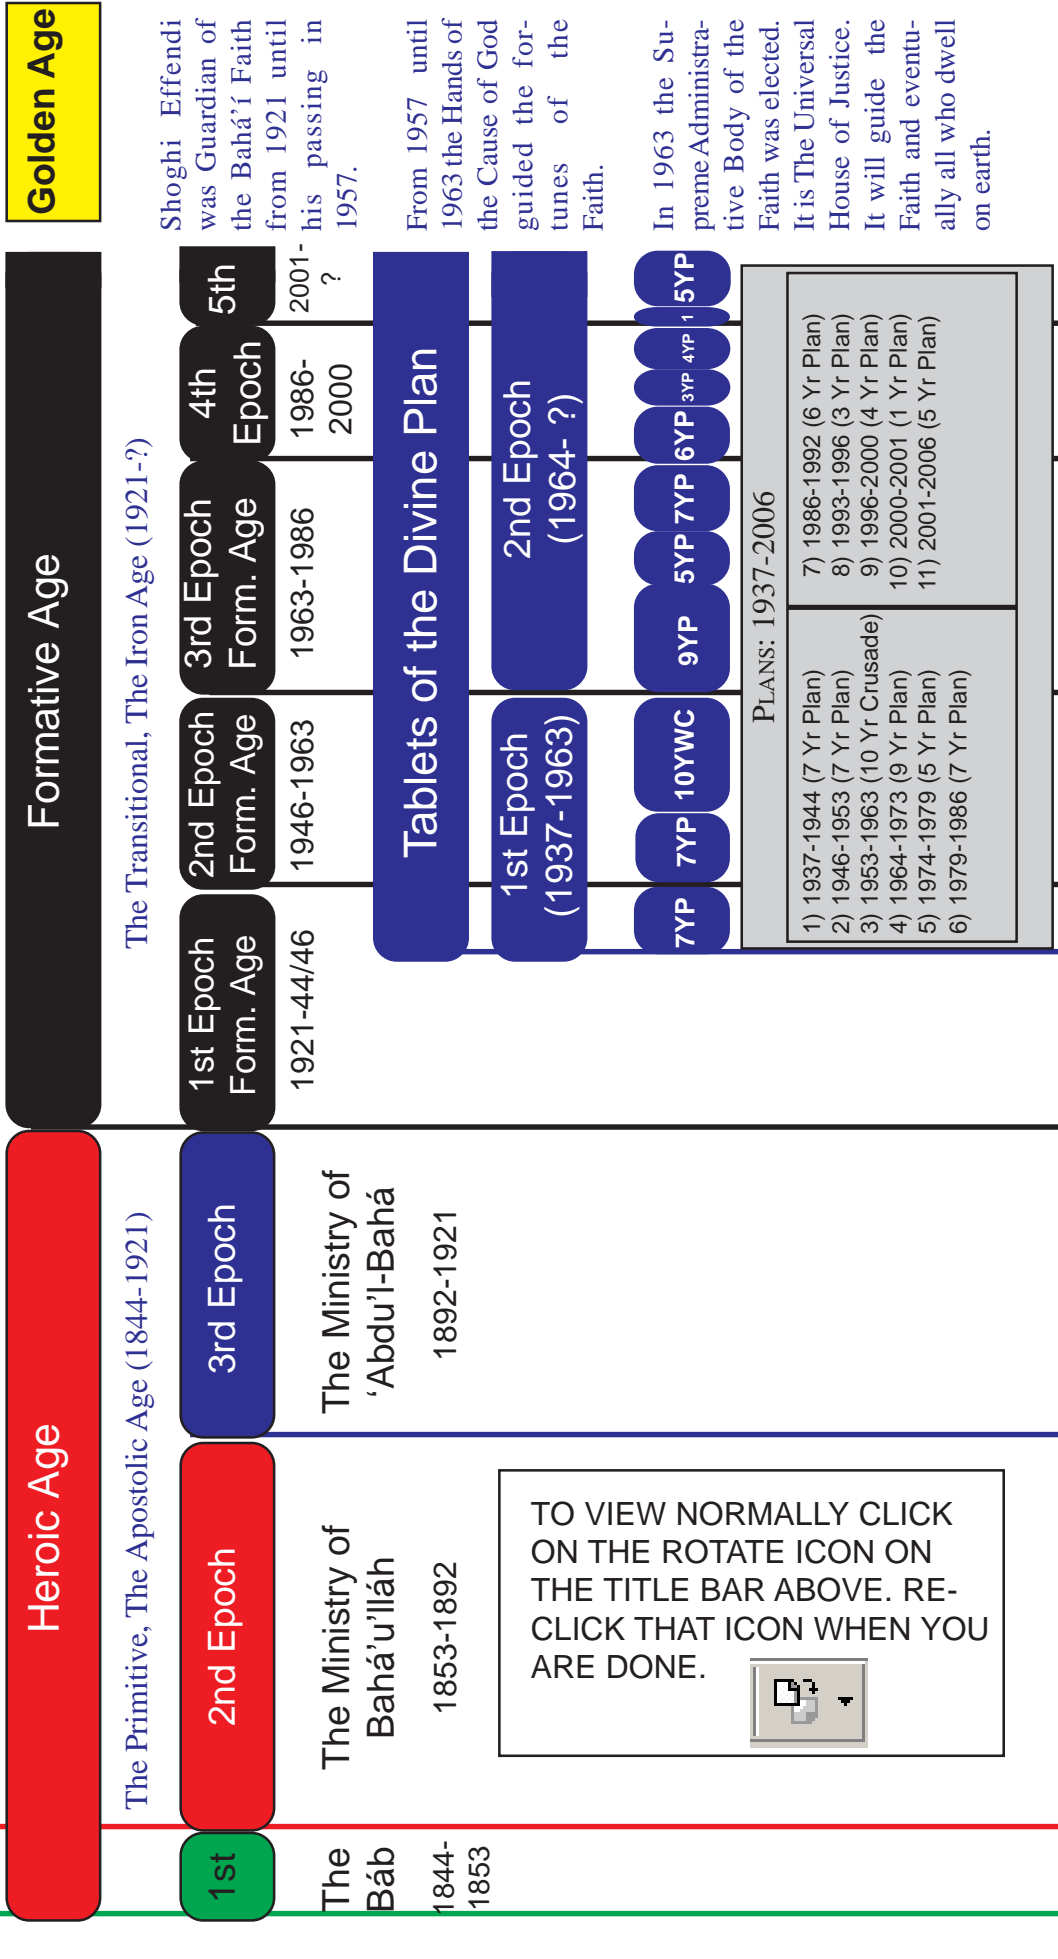 Heroic Age
Formative Age
Golden Age
The Primitive, The Apostolic Age (1844-1921)
The Transitional, The Iron Age (1921-?)
1st
2nd Epoch
3rd Epoch
1st Epoch
Form. Age
2nd Epoch
Form. Age
3rd Epoch
Form. Age
4th
Epoch
5th
The
Báb
1844-
1853
The Ministry of
Bahá’u’lláh
1853-1892
The Ministry of
‘Abdu’l-Bahá
1892-1921
1921-44/46
1946-1963
1963-1986
1986-
2000
2001-
?
Tablets of the Divine Plan
1st Epoch
(1937-1963)
2nd Epoch
(1964- ?)
7YP
7YP
10YWC
9YP
5YP
7YP
6YP
3YP
4YP
1
5YP
PLANS: 1937-2006
1) 1937-1944 (7 Yr Plan)
2) 1946-1953 (7 Yr Plan)
3) 1953-1963 (10 Yr Crusade)
4) 1964-1973 (9 Yr Plan)
5) 1974-1979 (5 Yr Plan)
6) 1979-1986 (7 Yr Plan)
7) 1986-1992 (6 Yr Plan)
8) 1993-1996 (3 Yr Plan)
9) 1996-2000 (4 Yr Plan)
10) 2000-2001 (1 Yr Plan)
11) 2001-2006 (5 Yr Plan)
Shoghi Effendi
was Guardian of
the Bahá’í Faith
from 1921 until
his passing in
1957.
From 1957 until
1963 the Hands of
the Cause of God
guided the for-
tunes of the
Faith.
In 1963 the Su-
preme Administra-
tive Body of the
Faith was elected.
It is The Universal
House of Justice.
It will guide the
Faith and eventu-
ally all who dwell
on earth.
TO VIEW NORMALLY CLICK
ON THE ROTATE ICON ON
THE TITLE BAR ABOVE. RE-
CLICK THAT ICON WHEN YOU
ARE DONE.